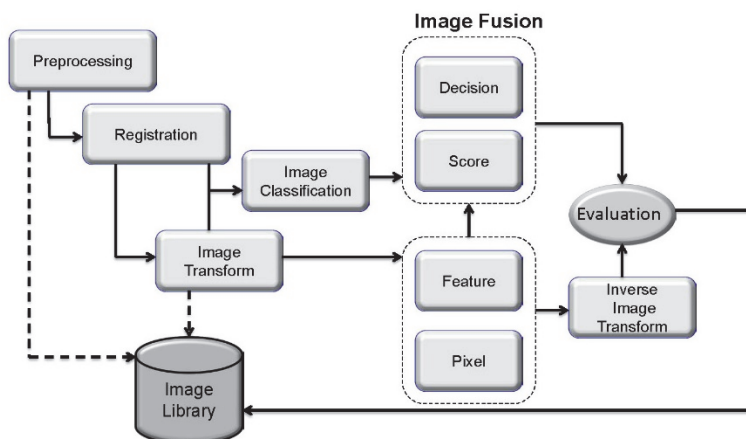 Image Fusion
Preprocessing
Decision
Registration
Score
Image
Classification
Evaluation
Image
Transform
Feature
Inverse
Image
Transform
Pixel
Image
Library